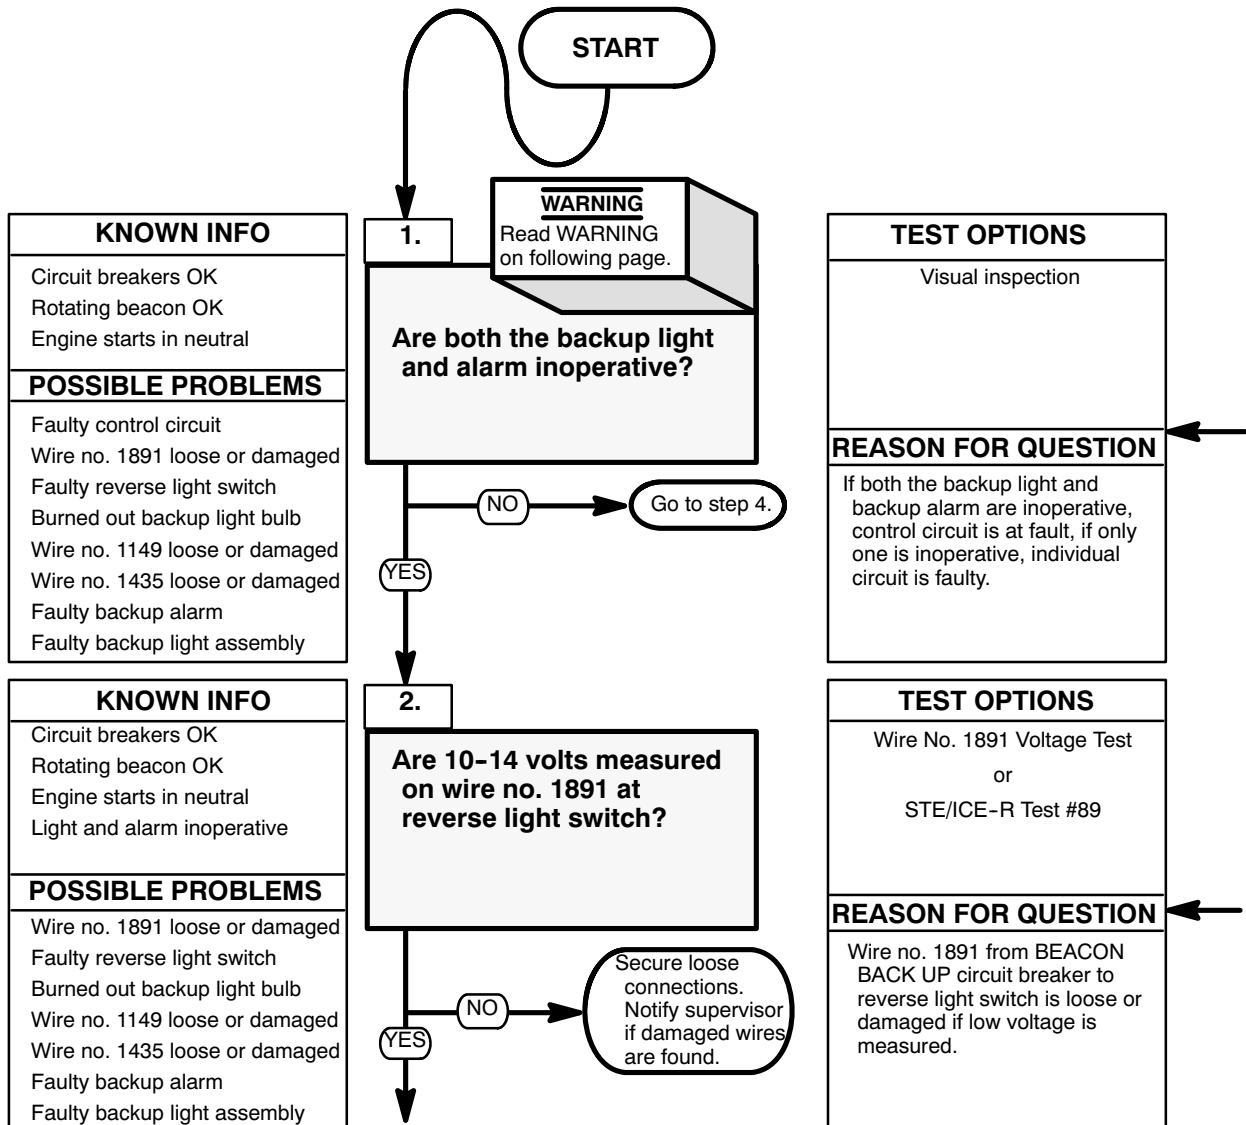 START
WARNING
Read WARNING
on following page.
KNOWN INFO
Circuit breakers OK
Rotating beacon OK
Engine starts in neutral
POSSIBLE PROBLEMS
Faulty control circuit
Wire no. 1891 loose or damaged
Faulty reverse light switch
Burned out backup light bulb
Wire no. 1149 loose or damaged
Wire no. 1435 loose or damaged
Faulty backup alarm
Faulty backup light assembly
1.
Are both the backup light
and alarm inoperative?
NO
Go to step 4.
YES
TEST OPTIONS
Visual inspection
REASON FOR QUESTION
If both the backup light and
backup alarm are inoperative,
control circuit is at fault, if only
one is inoperative, individual
circuit is faulty.
KNOWN INFO
Circuit breakers OK
Rotating beacon OK
Engine starts in neutral
Light and alarm inoperative
POSSIBLE PROBLEMS
Wire no. 1891 loose or damaged
Faulty reverse light switch
Burned out backup light bulb
Wire no. 1149 loose or damaged
Wire no. 1435 loose or damaged
Faulty backup alarm
Faulty backup light assembly
2.
Are 10-14 volts measured
on wire no. 1891 at
reverse light switch?
NO
Secure loose
connections.
Notify supervisor
if damaged wires
are found.
YES
TEST OPTIONS
Wire No. 1891 Voltage Test
or
STE/ICE-R Test #89
REASON FOR QUESTION
Wire no. 1891 from BEACON
BACK UP circuit breaker to
reverse light switch is loose or
damaged if low voltage is
measured.